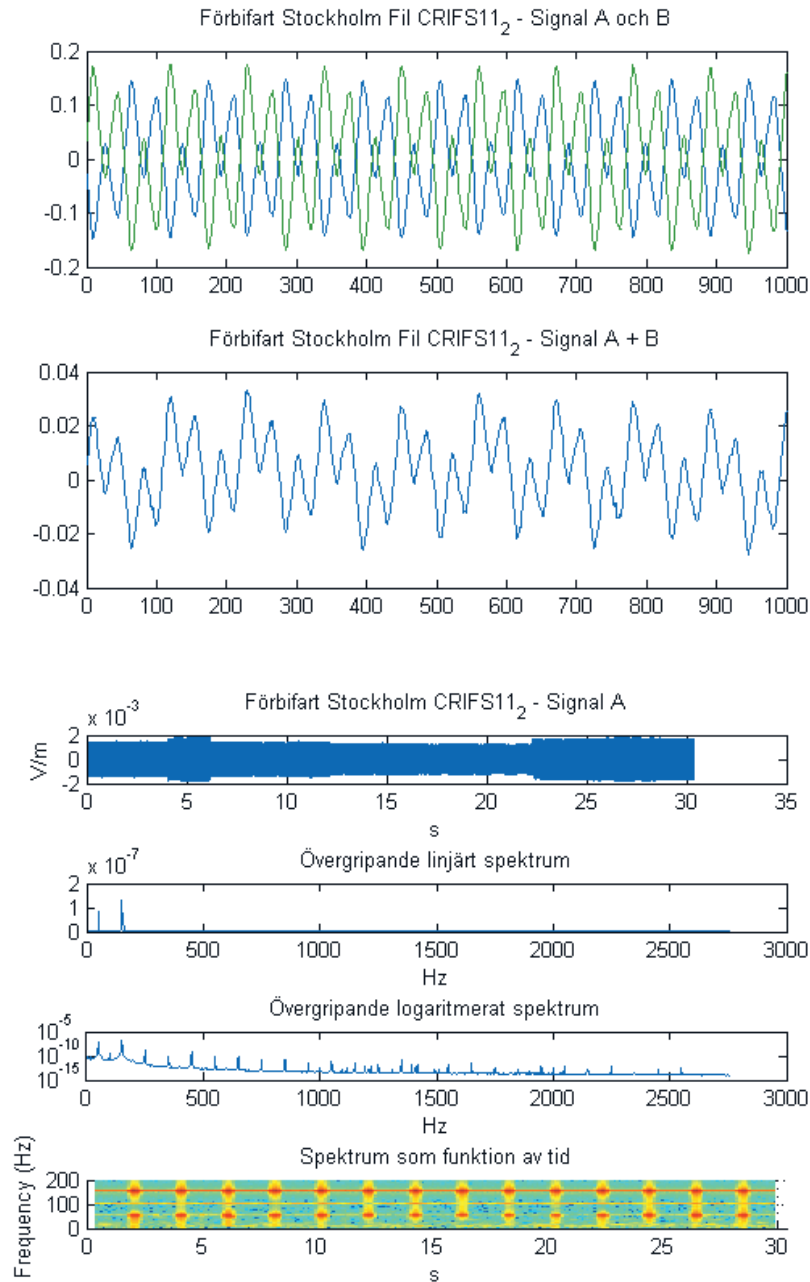 Förbifart Stockholm Fil CRIFS11₂ - Signal A och B
0.2
0.1
0
-0.1
-0.2
0 100 200 300 400 500 600 700 800 900 1000
Förbifart Stockholm Fil CRIFS11₂ - Signal A + B
0.04
0.02
0
-0.02
-0.04
0 100 200 300 400 500 600 700 800 900 1000
Förbifart Stockholm CRIFS11₂ - Signal A
x 10⁻³
V/m
2
0
-2
0 5 10 15 20 25 30 35
s
Övergripande linjärt spektrum
x 10⁻⁷
2
1
0
0 500 1000 1500 2000 2500 3000
Hz
Övergripande logaritmerat spektrum
10⁻⁵
10⁻¹⁰
10⁻¹⁵
0 500 1000 1500 2000 2500 3000
Hz
Spektrum som funktion av tid
Frequency (Hz)
200
100
0
0 5 10 15 20 25 30
s